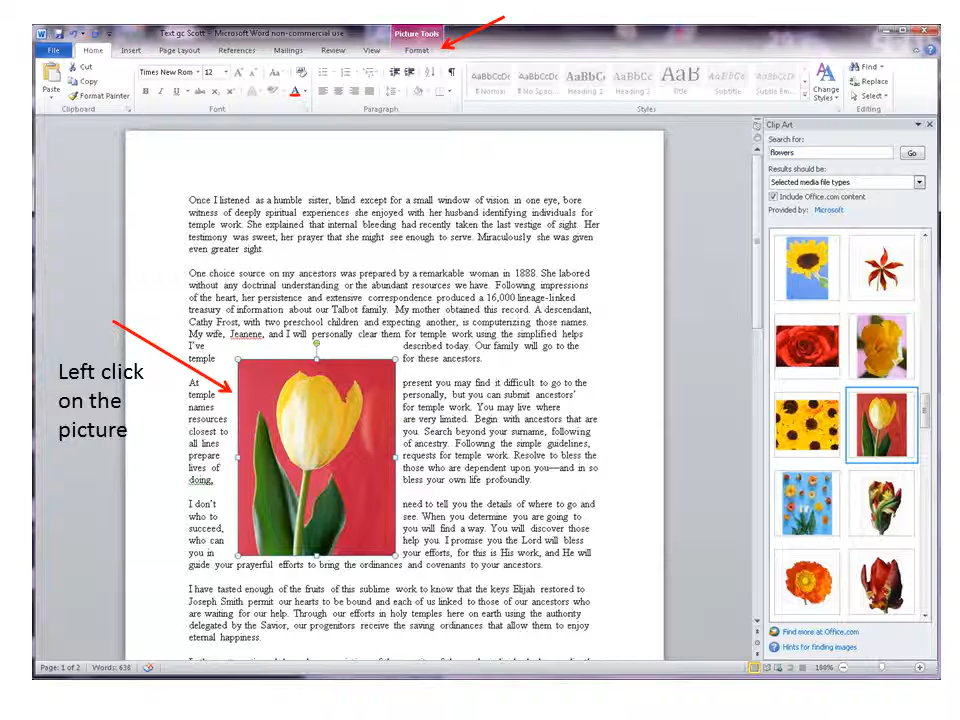 Text gc Scott - Microsoft Word non-commercial use
Picture Tools
File Home Insert Page Layout References Mailings Review View Format
Cut
Copy
Format Painter
Paste
Clipboard
Times New Rom 12
Font
Paragraph
AaBbCcDc AaBbCcDc AaBbC AaBbCc AaB AaBbCc AaBbCcDc
¶ Normal ¶ No Spaci... Heading 1 Heading 2 Title Subtitle Subtle Em...
Styles
Change
Styles
Find
Replace
Select
Editing
Left click
on the
picture
Once I listened as a humble sister, blind except for a small window of vision in one eye, bore
witness of deeply spiritual experiences she enjoyed with her husband identifying individuals for
temple work. She explained that internal bleeding had recently taken the last vestige of sight. Her
testimony was sweet, her prayer that she might see enough to serve. Miraculously she was given
even greater sight.
One choice source on my ancestors was prepared by a remarkable woman in 1888. She labored
without any doctrinal understanding or the abundant resources we have. Following impressions
of the heart, her persistence and extensive correspondence produced a 16,000 lineage-linked
treasury of information about our Talbot family. My mother obtained this record. A descendant,
Cathy Frost, with two preschool children and expecting another, is computerizing those names.
My wife, Jeanene, and I will personally clear them for temple work using the simplified helps
I've described today. Our family will go to the
temple for these ancestors.
At present you may find it difficult to go to the
temple personally, but you can submit ancestors'
names for temple work. You may live where
resources are very limited. Begin with ancestors that are
closest to you. Search beyond your surname, following
all lines of ancestry. Following the simple guidelines,
prepare requests for temple work. Resolve to bless the
lives of those who are dependent upon you—and in so
doing, bless your own life profoundly.
I don't need to tell you the details of where to go and
who to see. When you determine you are going to
succeed, you will find a way. You will discover those
who can help you. I promise you the Lord will bless
you in your efforts, for this is His work, and He will
guide your prayerful efforts to bring the ordinances and covenants to your ancestors.
I have tasted enough of the fruits of this sublime work to know that the keys Elijah restored to
Joseph Smith permit our hearts to be bound and each of us linked to those of our ancestors who
are waiting for our help. Through our efforts in holy temples here on earth using the authority
delegated by the Savior, our progenitors receive the saving ordinances that allow them to enjoy
eternal happiness.
Clip Art
Search for:
flowers
Go
Results should be:
Selected media file types
Include Office.com content
Provided by: Microsoft
Find more at Office.com
Hints for finding images
Page: 1 of 2 Words: 638
100%